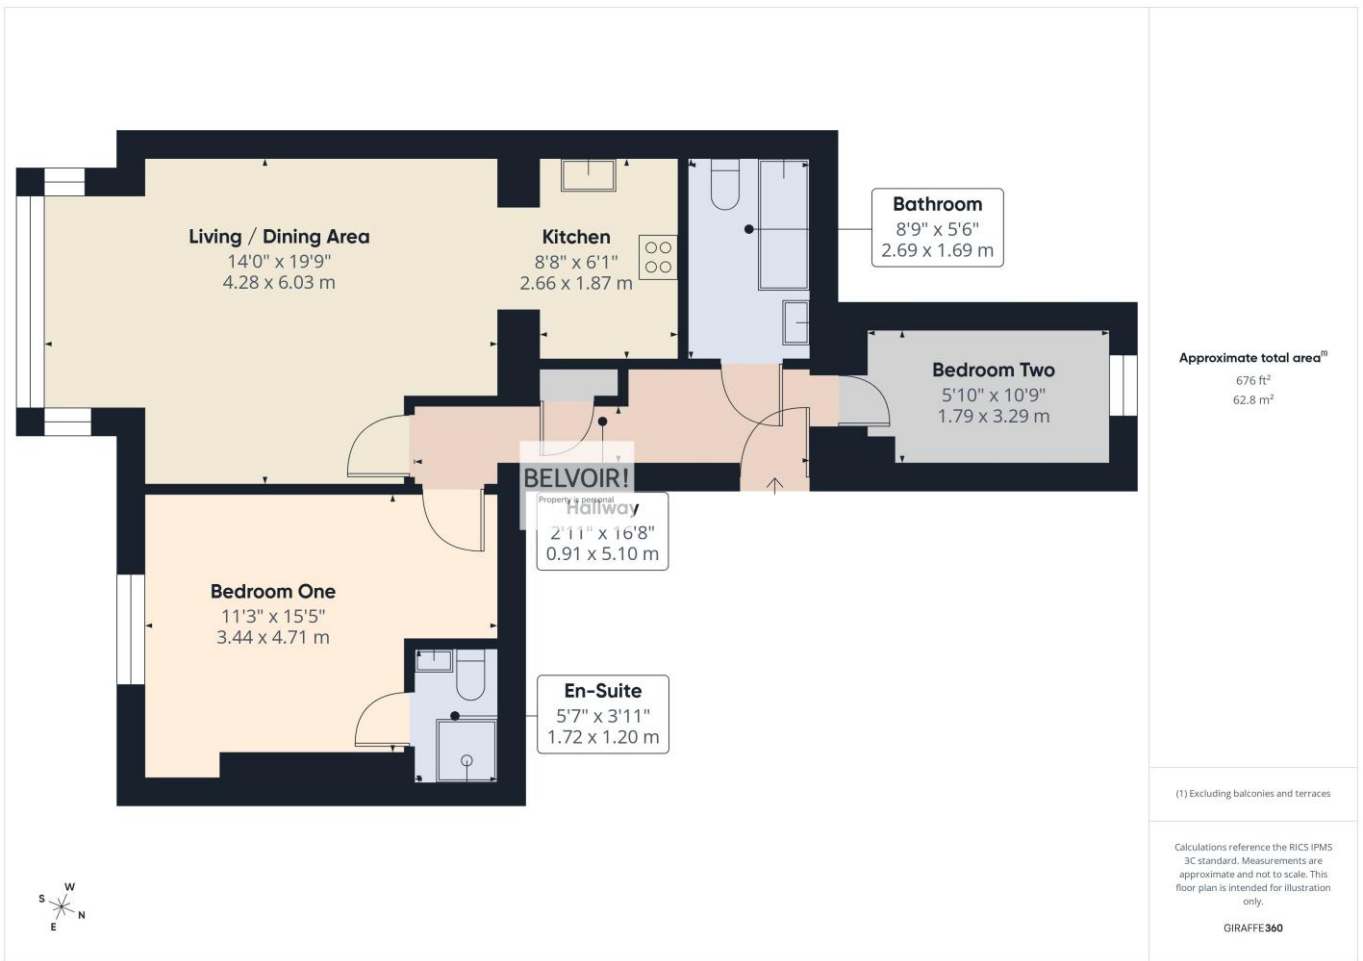 Living / Dining Area
14'0" x 19'9"
4.28 x 6.03 m
Kitchen
8'8" x 6'1"
2.66 x 1.87 m
Bathroom
8'9" x 5'6"
2.69 x 1.69 m
Bedroom Two
5'10" x 10'9"
1.79 x 3.29 m
BELVOIR!
Property is personal
Hallway
2'11" x 16'8"
0.91 x 5.10 m
Bedroom One
11'3" x 15'5"
3.44 x 4.71 m
En-Suite
5'7" x 3'11"
1.72 x 1.20 m
W
S
N
E
Approximate total area(1)
676 ft²
62.8 m²
(1) Excluding balconies and terraces
Calculations reference the RICS IPMS
3C standard. Measurements are
approximate and not to scale. This
floor plan is intended for illustration
only.
GIRAFFE360